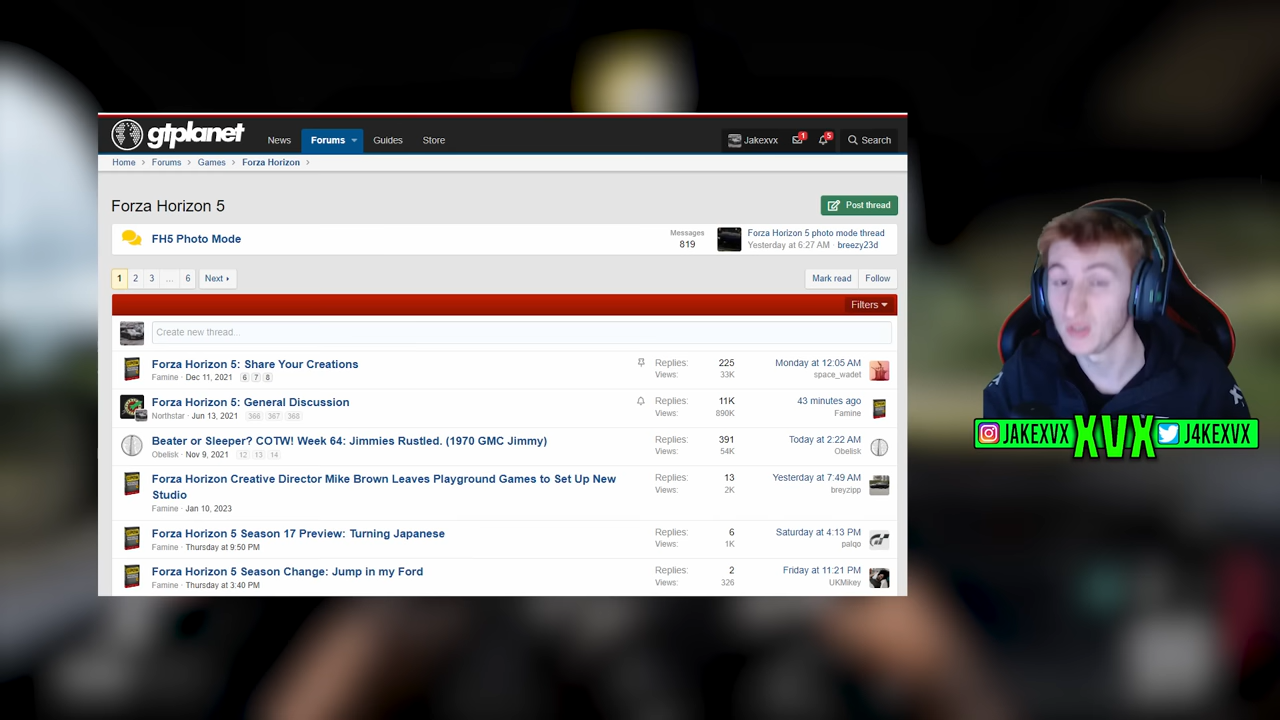 gtplanet News Forums Guides Store Jakexvx 1 5 Search
Home Forums Games Forza Horizon
Forza Horizon 5
Post thread
FH5 Photo Mode
Messages
819
Forza Horizon 5 photo mode thread
Yesterday at 6:27 AM · breezy23d
1 2 3 ... 6 Next
Mark read Follow
Filters
Create new thread...
Forza Horizon 5: Share Your Creations
Famine · Dec 11, 2021 6 7 8
Replies: 225
Views: 33K
Monday at 12:05 AM
space_wadet
Forza Horizon 5: General Discussion
Northstar · Jun 13, 2021 366 367 368
Replies: 11K
Views: 890K
43 minutes ago
Famine
Beater or Sleeper? COTW! Week 64: Jimmies Rustled. (1970 GMC Jimmy)
Obelisk · Nov 9, 2021 12 13 14
Replies: 391
Views: 54K
Today at 2:22 AM
Obelisk
Forza Horizon Creative Director Mike Brown Leaves Playground Games to Set Up New
Studio
Famine · Jan 10, 2023
Replies: 13
Views: 2K
Yesterday at 7:49 AM
breyzipp
Forza Horizon 5 Season 17 Preview: Turning Japanese
Famine · Thursday at 9:50 PM
Replies: 6
Views: 1K
Saturday at 4:13 PM
palqo
Forza Horizon 5 Season Change: Jump in my Ford
Famine · Thursday at 3:40 PM
Replies: 2
Views: 326
Friday at 11:21 PM
UKMikey
JAKEXVX XVX J4KEXVX